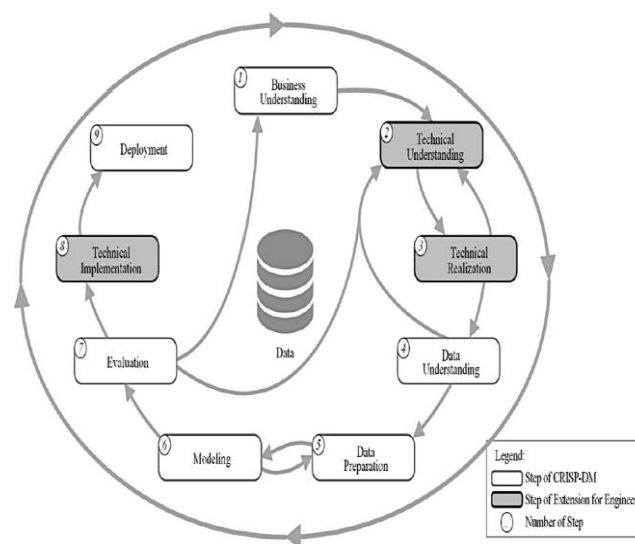 1
Business
Understanding
2
Technical
Understanding
3
Technical
Realization
4
Data
Understanding
5
Data
Preparation
6
Modeling
7
Evaluation
8
Technical
Implementation
9
Deployment
Data
Legend:
Step of CRISP-DM
Step of Extension for Engineer
Number of Step